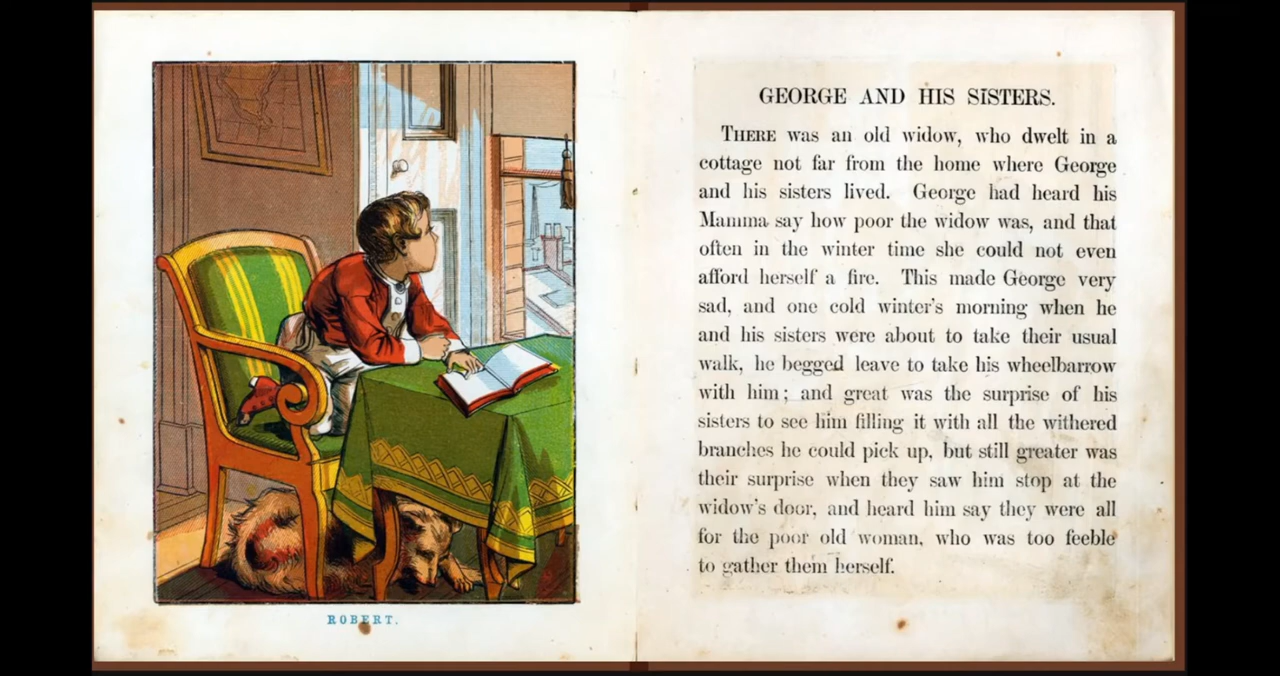 ROBERT.
GEORGE AND HIS SISTERS.
THERE was an old widow, who dwelt in a
cottage not far from the home where George
and his sisters lived. George had heard his
Mamma say how poor the widow was, and that
often in the winter time she could not even
afford herself a fire. This made George very
sad, and one cold winter's morning when he
and his sisters were about to take their usual
walk, he begged leave to take his wheelbarrow
with him; and great was the surprise of his
sisters to see him filling it with all the withered
branches he could pick up, but still greater was
their surprise when they saw him stop at the
widow's door, and heard him say they were all
for the poor old woman, who was too feeble
to gather them herself.